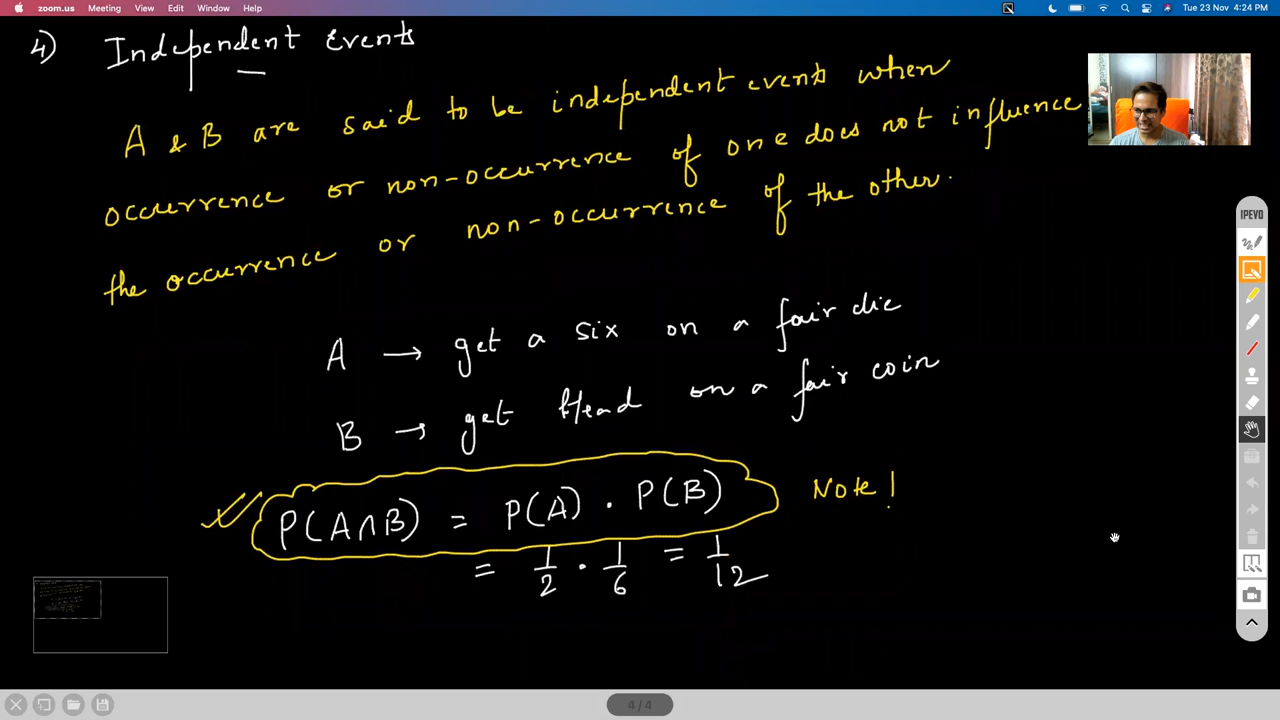 zoom.us Meeting View Edit Window Help Tue 23 Nov 4:24 PM
4) Independent Events
A & B are said to be independent events when
occurrence or non-occurrence of one does not influence
the occurrence or non-occurrence of the other.
IPEVO
A → get a six on a fair die
B → get Head on a fair coin
P(A∩B) = P(A) . P(B) Note!
= 1/2 . 1/6 = 1/12
4 / 4